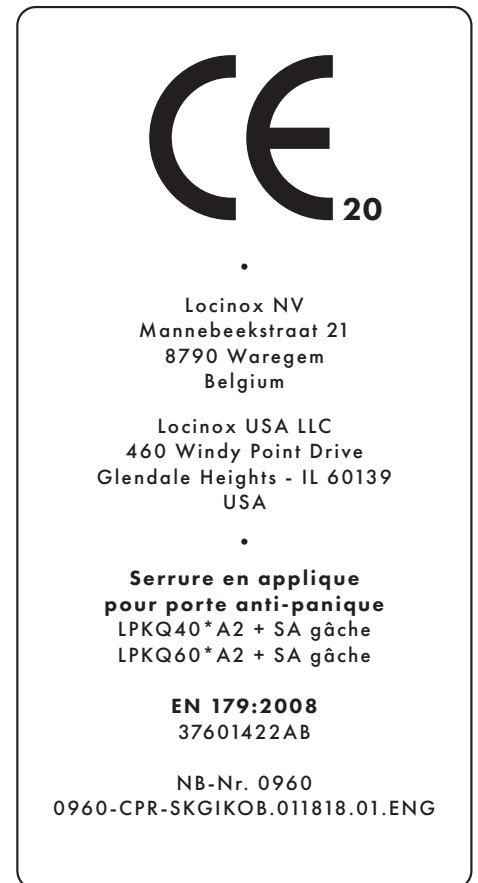 CE 20
•
Locinox NV
Mannebeekstraat 21
8790 Waregem
Belgium
Locinox USA LLC
460 Windy Point Drive
Glendale Heights - IL 60139
USA
•
Serrure en applique
pour porte anti-panique
LPKQ40*A2 + SA gâche
LPKQ60*A2 + SA gâche
EN 179:2008
37601422AB
NB-Nr. 0960
0960-CPR-SKGIKOB.011818.01.ENG